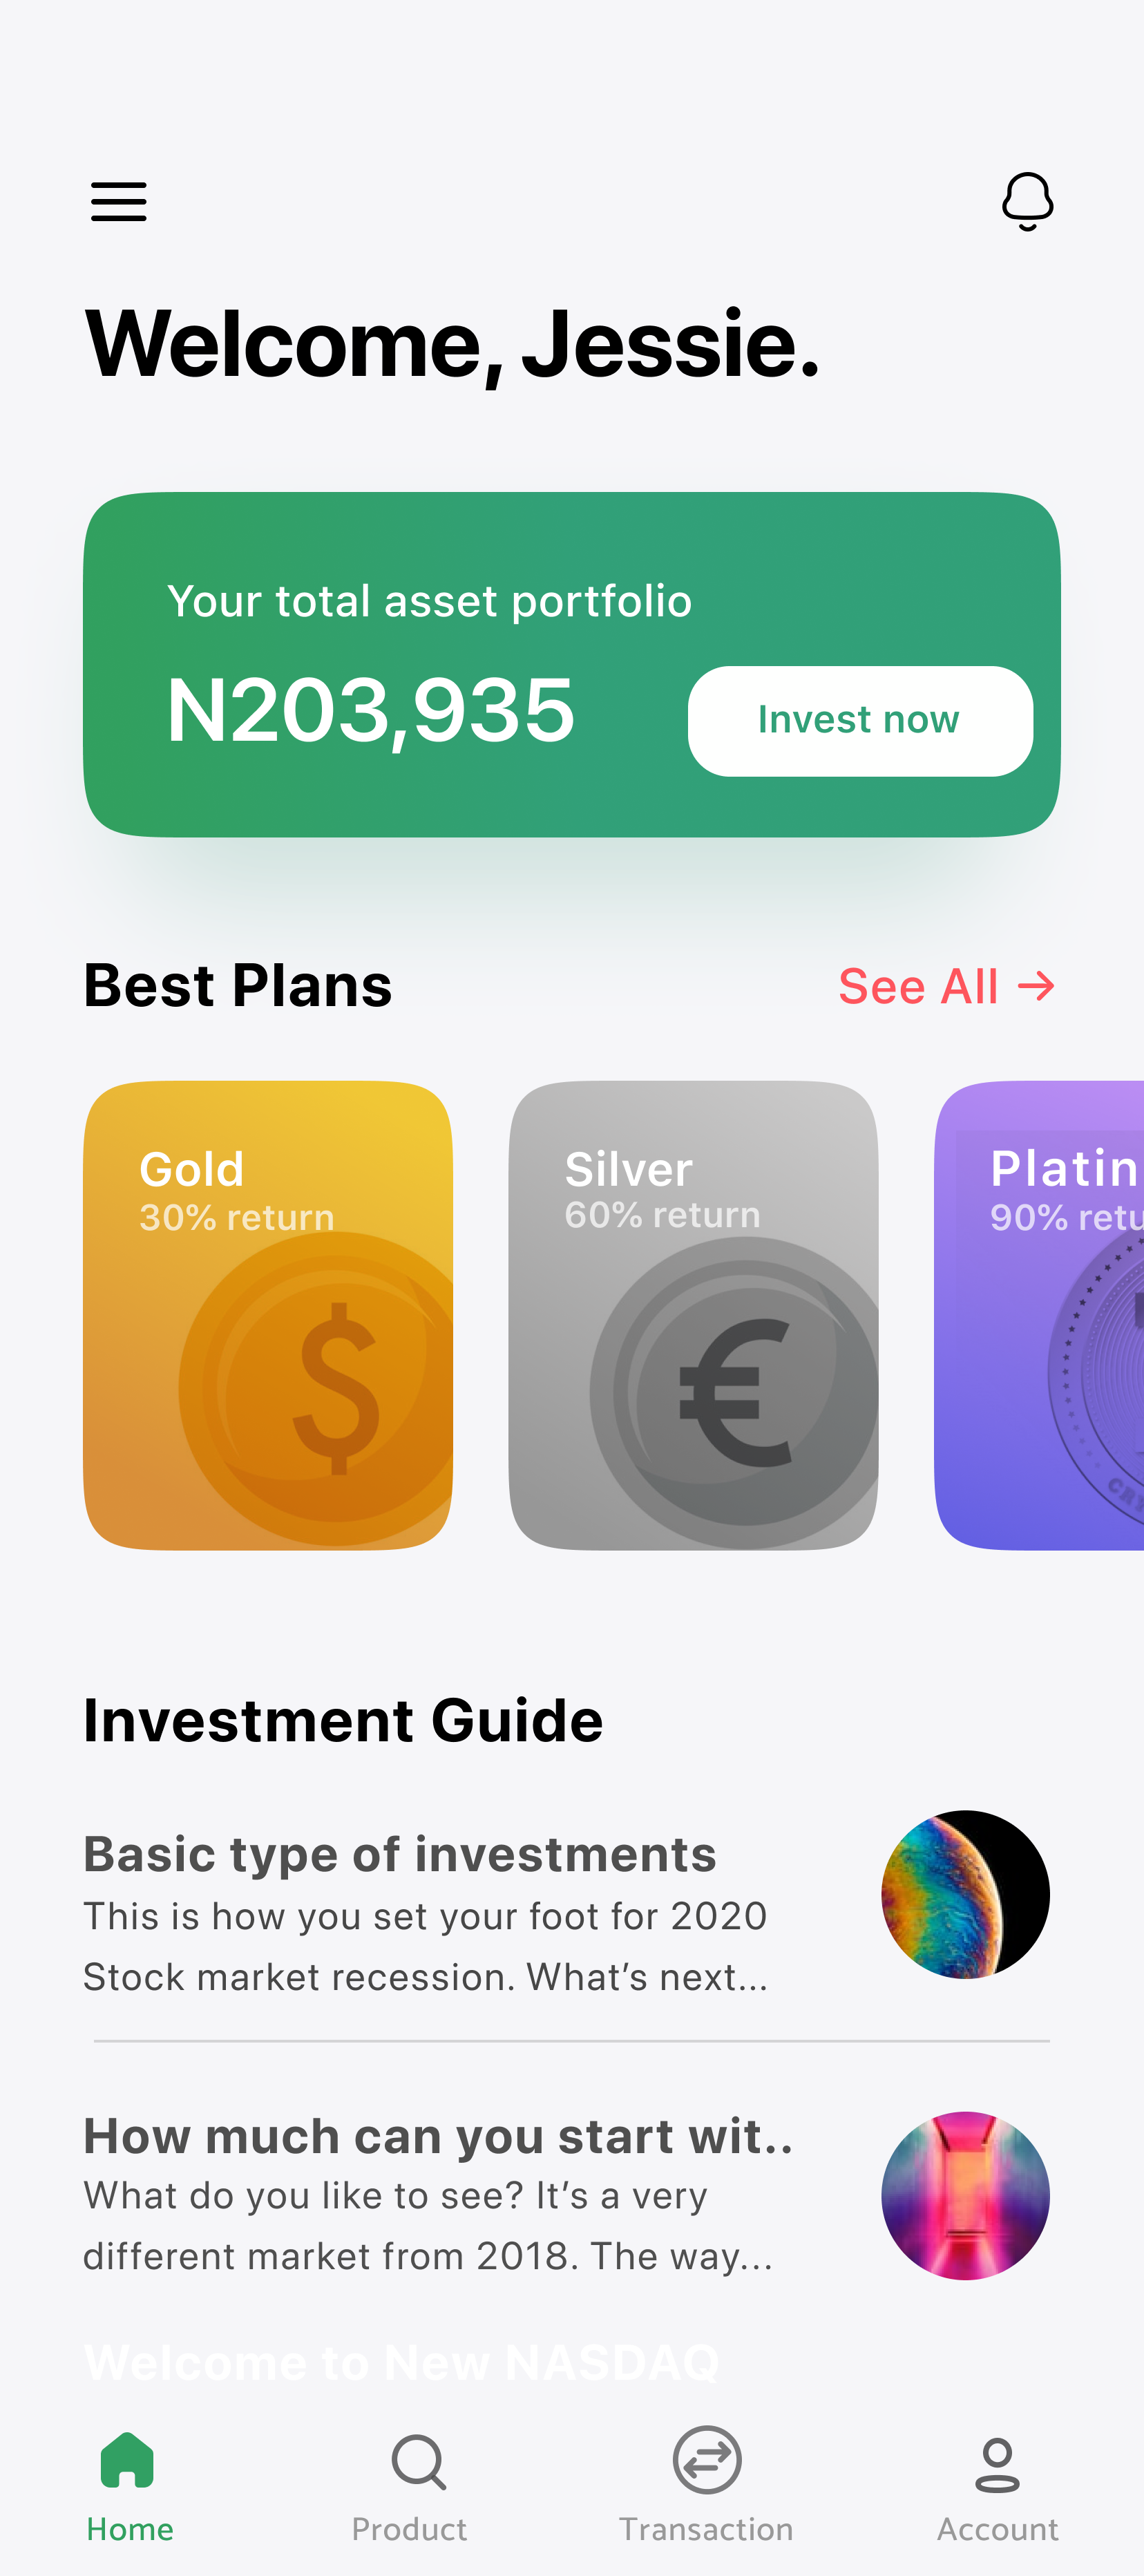 Welcome, Jessie.
Your total asset portfolio
N203,935
Invest now
Best Plans
See All →
Gold
30% return
Silver
60% return
Platin
90% retu
$
€
CR
Investment Guide
Basic type of investments
This is how you set your foot for 2020
Stock market recession. What’s next...
How much can you start wit..
What do you like to see? It’s a very
different market from 2018. The way...
Welcome to New NASDAQ
Home
Product
Transaction
Account